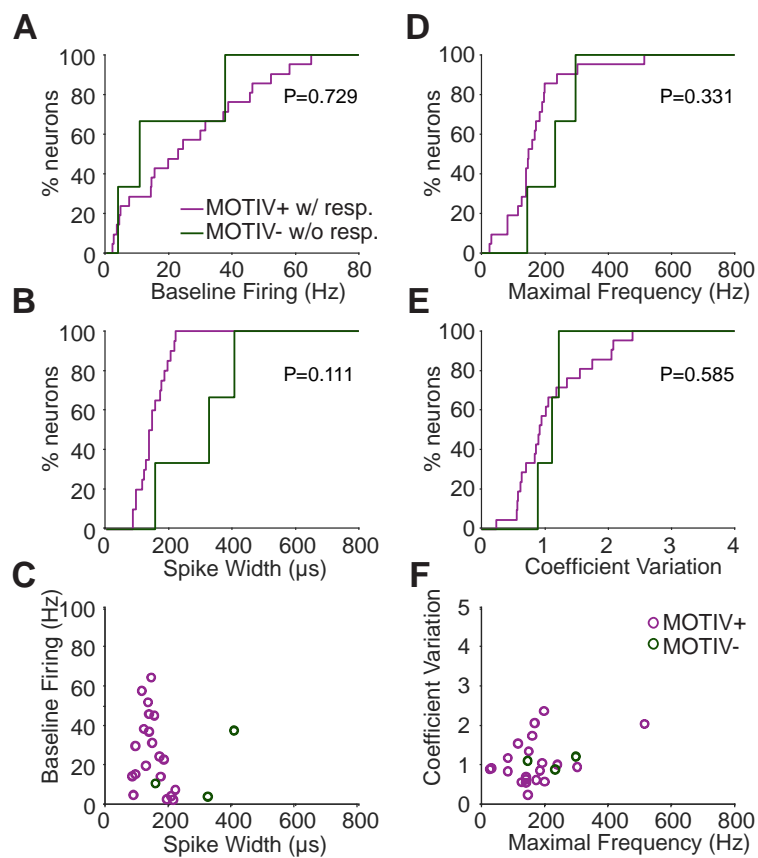 A
% neurons
100
80
60
40
20
0
P=0.729
MOTIV+ w/ resp.
MOTIV- w/o resp.
0 20 40 60 80
Baseline Firing (Hz)
D
% neurons
100
80
60
40
20
0
P=0.331
0 200 400 600 800
Maximal Frequency (Hz)
B
% neurons
100
80
60
40
20
0
P=0.111
0 200 400 600 800
Spike Width (µs)
E
% neurons
100
80
60
40
20
0
P=0.585
0 1 2 3 4
Coefficient Variation
C
Baseline Firing (Hz)
100
80
60
40
20
0
0 200 400 600 800
Spike Width (µs)
F
Coefficient Variation
5
4
3
2
1
0
MOTIV+
MOTIV-
0 200 400 600 800
Maximal Frequency (Hz)